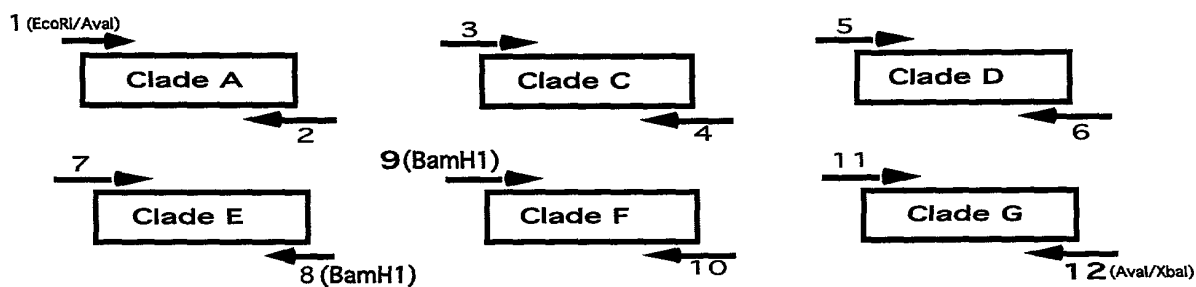 1 (EcoRI/AvaI)
3
5
Clade A
Clade C
Clade D
2
4
6
7
9 (BamH1)
11
Clade E
Clade F
Clade G
8 (BamH1)
10
12 (AvaI/XbaI)